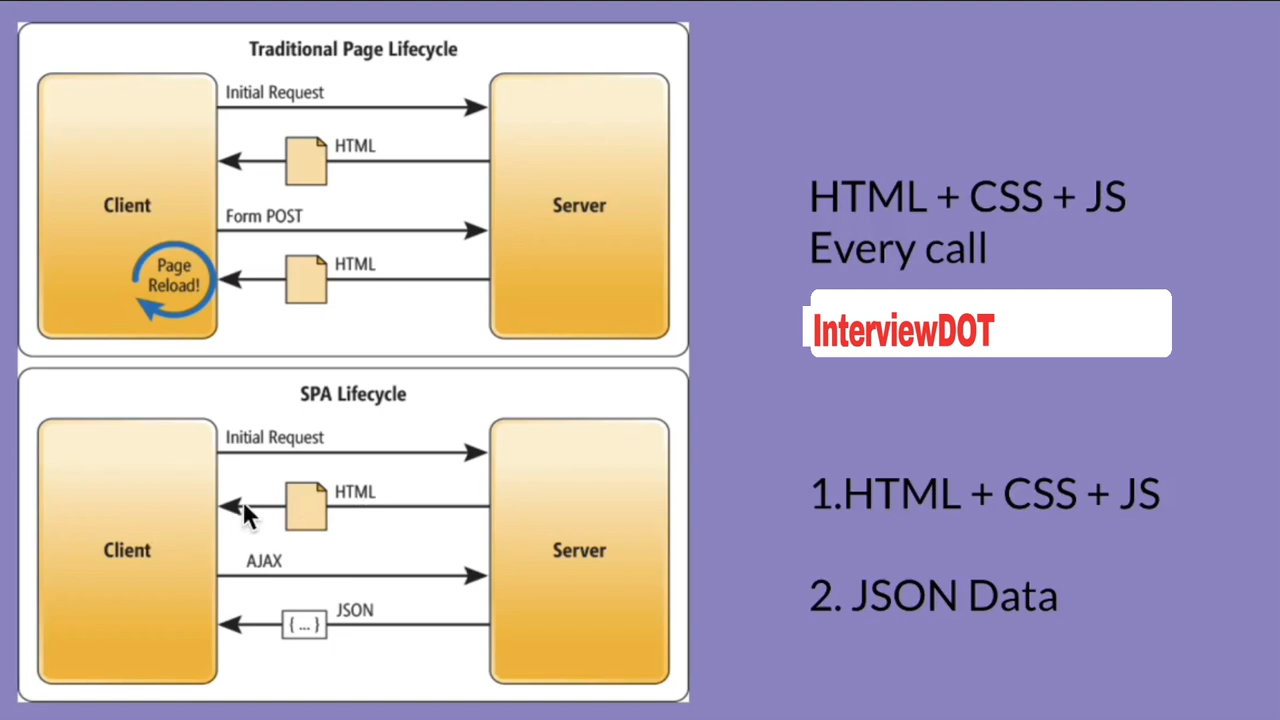 Traditional Page Lifecycle
Initial Request
HTML
Client
Server
Form POST
HTML
Page
Reload!
HTML + CSS + JS
Every call
InterviewDOT
SPA Lifecycle
Initial Request
HTML
Client
Server
AJAX
JSON
{ ... }
1.HTML + CSS + JS
2. JSON Data